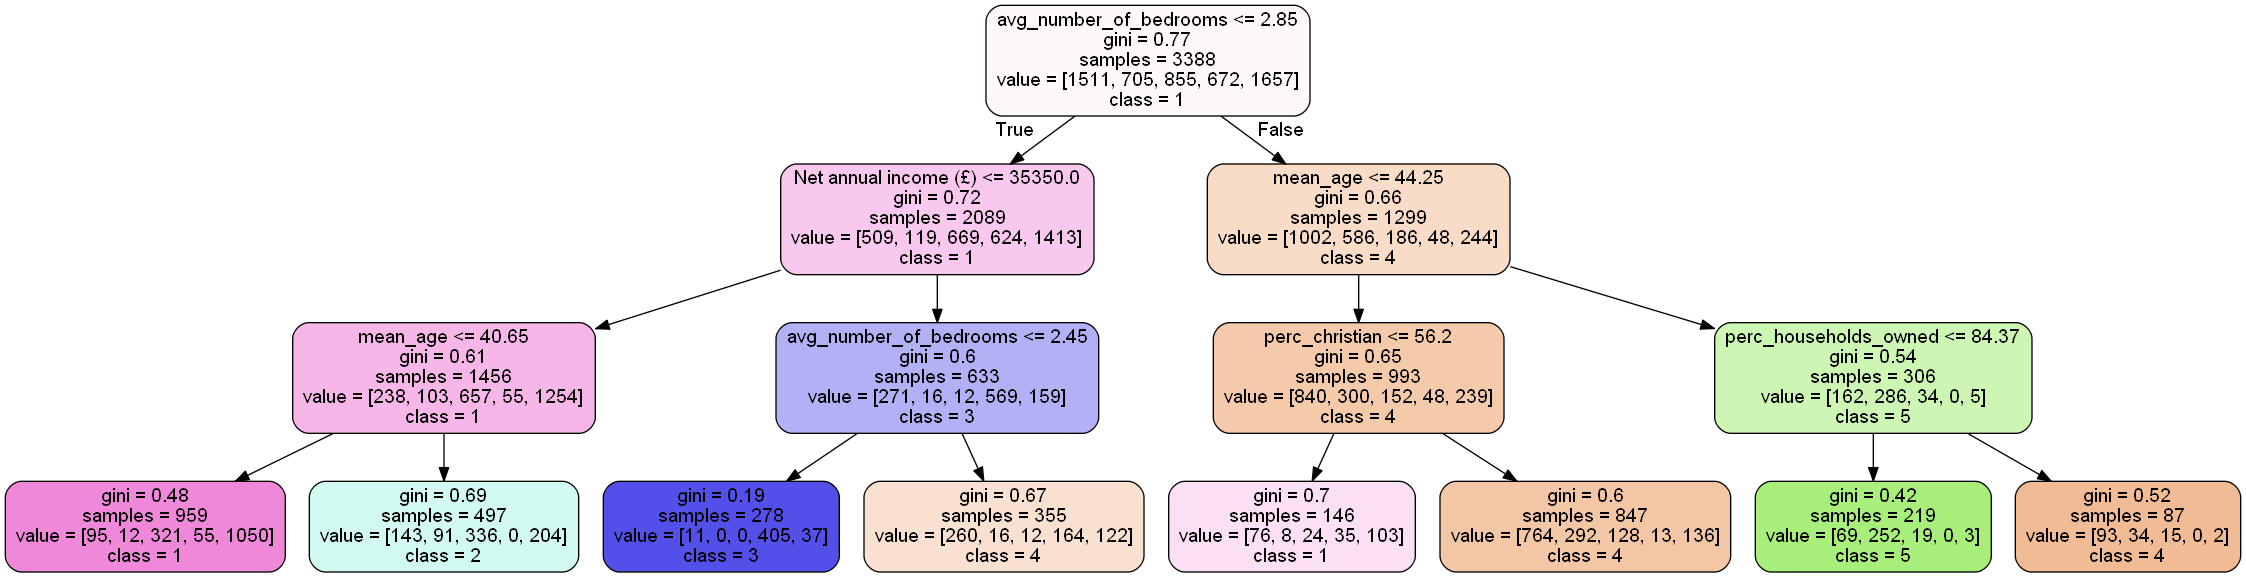 avg_number_of_bedrooms <= 2.85
gini = 0.77
samples = 3388
value = [1511, 705, 855, 672, 1657]
class = 1
True
False
Net annual income (£) <= 35350.0
gini = 0.72
samples = 2089
value = [509, 119, 669, 624, 1413]
class = 1
mean_age <= 44.25
gini = 0.66
samples = 1299
value = [1002, 586, 186, 48, 244]
class = 4
mean_age <= 40.65
gini = 0.61
samples = 1456
value = [238, 103, 657, 55, 1254]
class = 1
avg_number_of_bedrooms <= 2.45
gini = 0.6
samples = 633
value = [271, 16, 12, 569, 159]
class = 3
perc_christian <= 56.2
gini = 0.65
samples = 993
value = [840, 300, 152, 48, 239]
class = 4
perc_households_owned <= 84.37
gini = 0.54
samples = 306
value = [162, 286, 34, 0, 5]
class = 5
gini = 0.48
samples = 959
value = [95, 12, 321, 55, 1050]
class = 1
gini = 0.69
samples = 497
value = [143, 91, 336, 0, 204]
class = 2
gini = 0.19
samples = 278
value = [11, 0, 0, 405, 37]
class = 3
gini = 0.67
samples = 355
value = [260, 16, 12, 164, 122]
class = 4
gini = 0.7
samples = 146
value = [76, 8, 24, 35, 103]
class = 1
gini = 0.6
samples = 847
value = [764, 292, 128, 13, 136]
class = 4
gini = 0.42
samples = 219
value = [69, 252, 19, 0, 3]
class = 5
gini = 0.52
samples = 87
value = [93, 34, 15, 0, 2]
class = 4